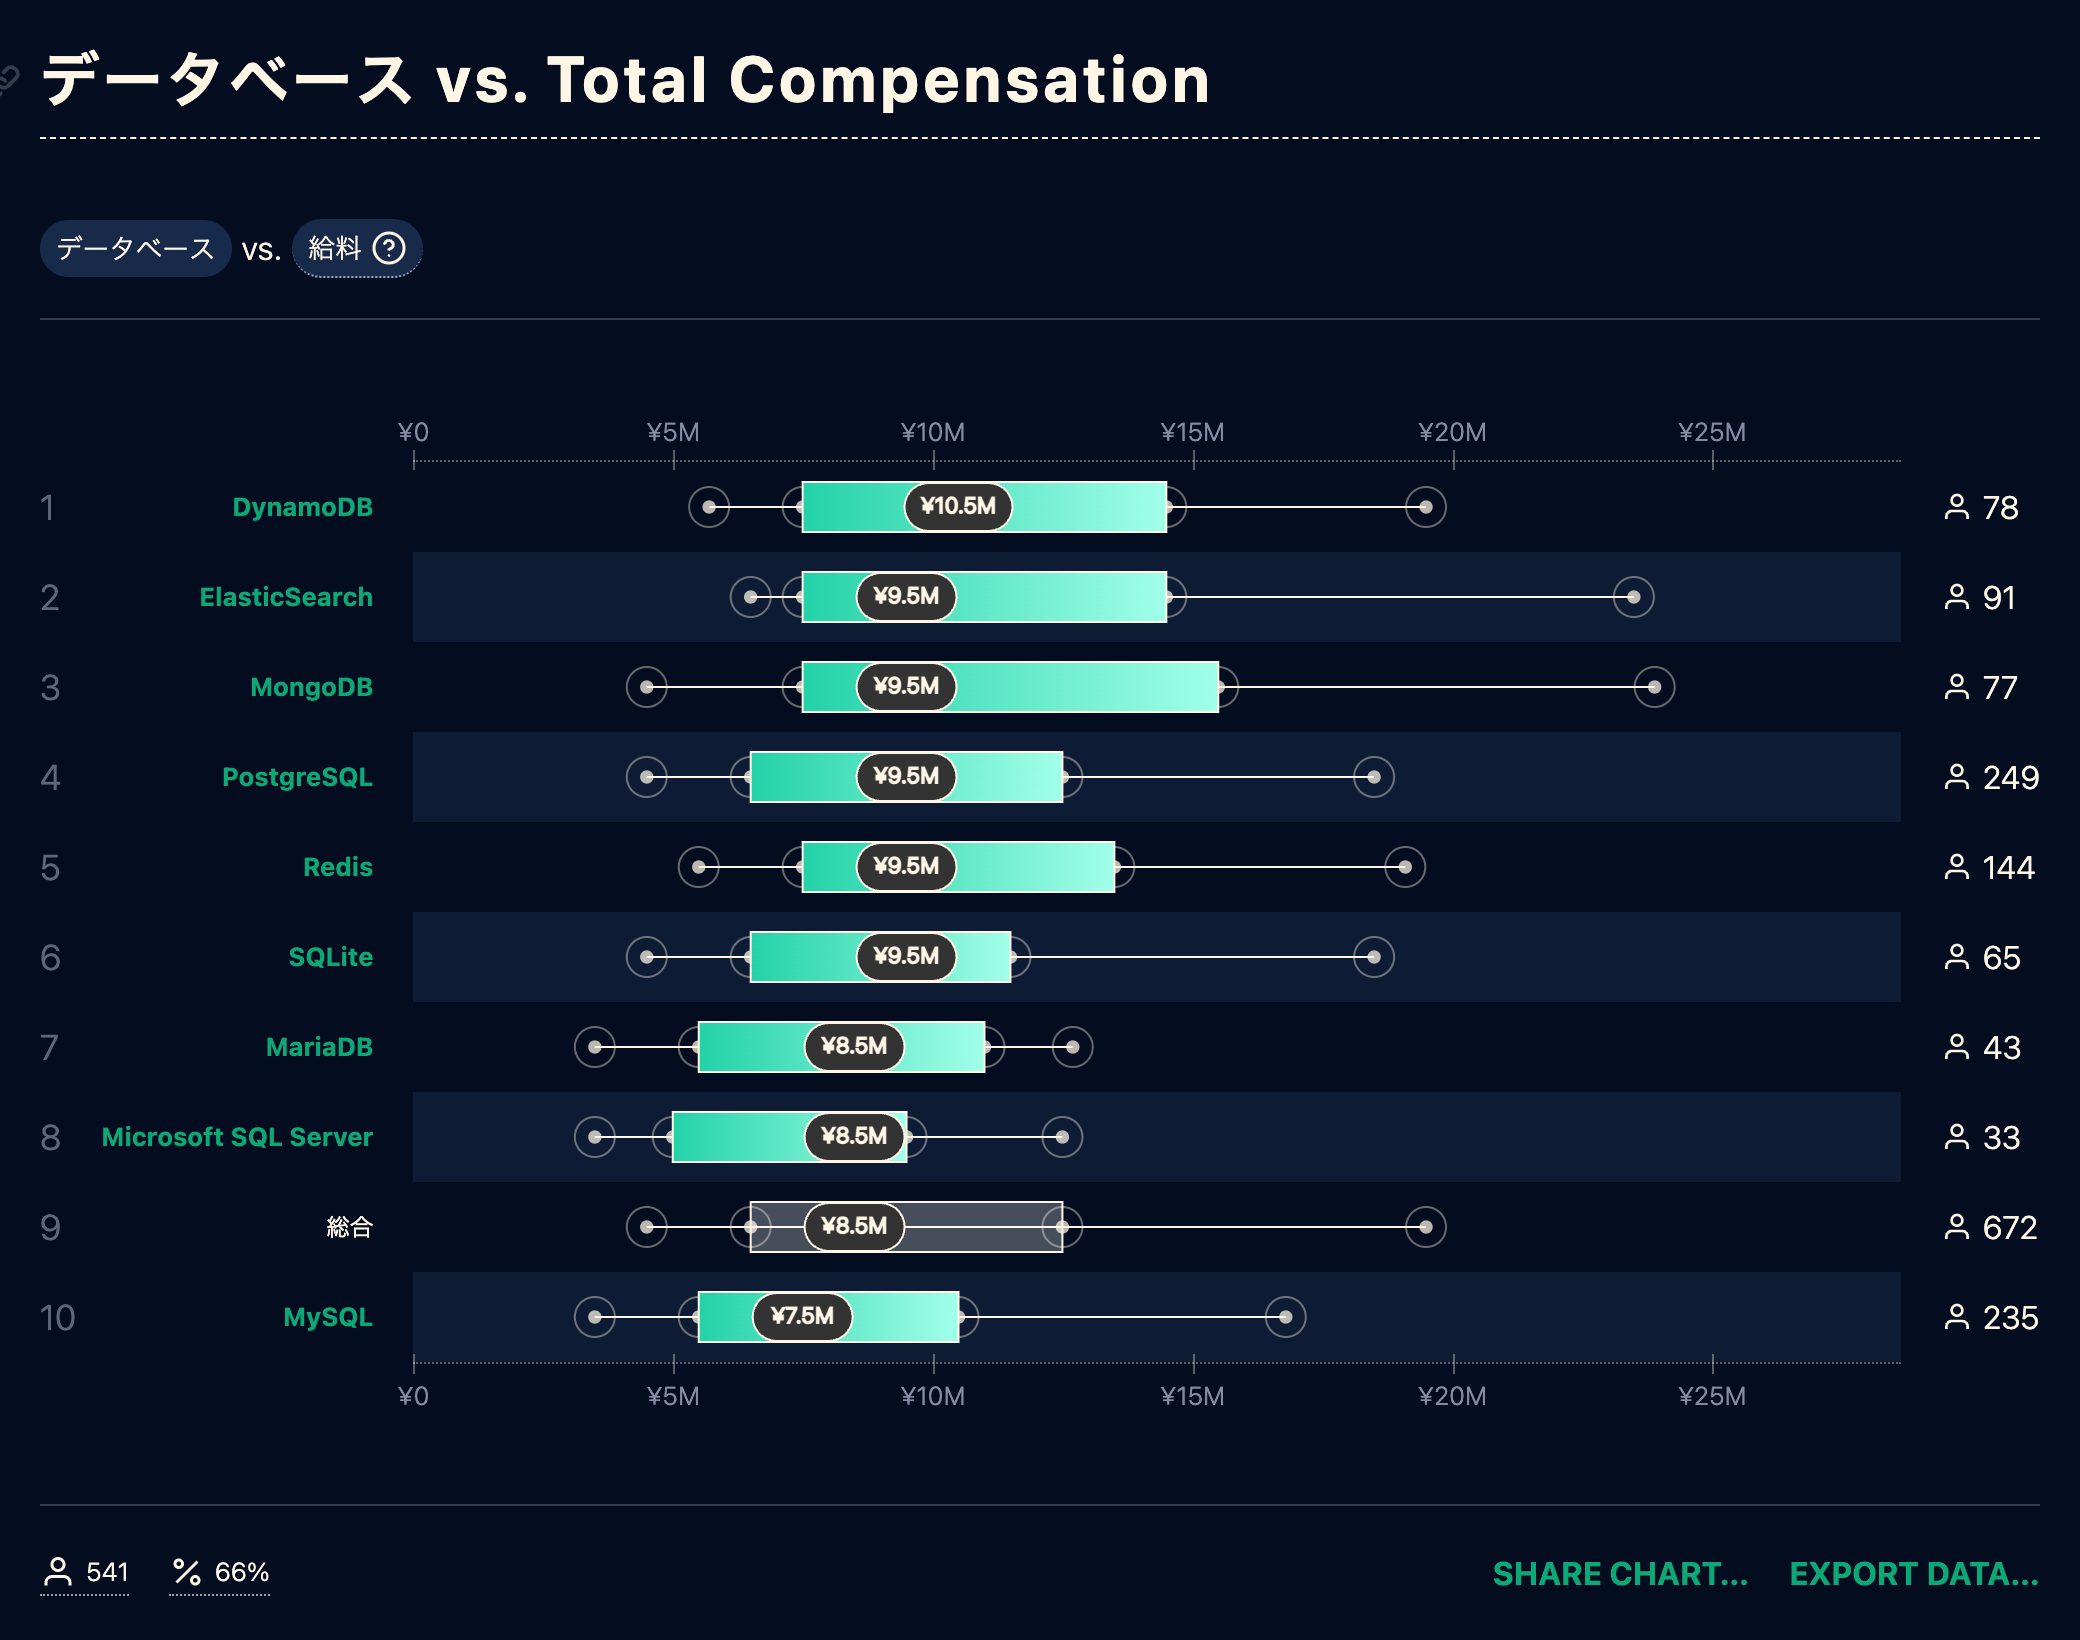 データベース vs. Total Compensation
データベース vs. 給料 ?
¥0 ¥5M ¥10M ¥15M ¥20M ¥25M
1 DynamoDB ¥10.5M 78
2 ElasticSearch ¥9.5M 91
3 MongoDB ¥9.5M 77
4 PostgreSQL ¥9.5M 249
5 Redis ¥9.5M 144
6 SQLite ¥9.5M 65
7 MariaDB ¥8.5M 43
8 Microsoft SQL Server ¥8.5M 33
9 総合 ¥8.5M 672
10 MySQL ¥7.5M 235
¥0 ¥5M ¥10M ¥15M ¥20M ¥25M
541 % 66% SHARE CHART... EXPORT DATA...